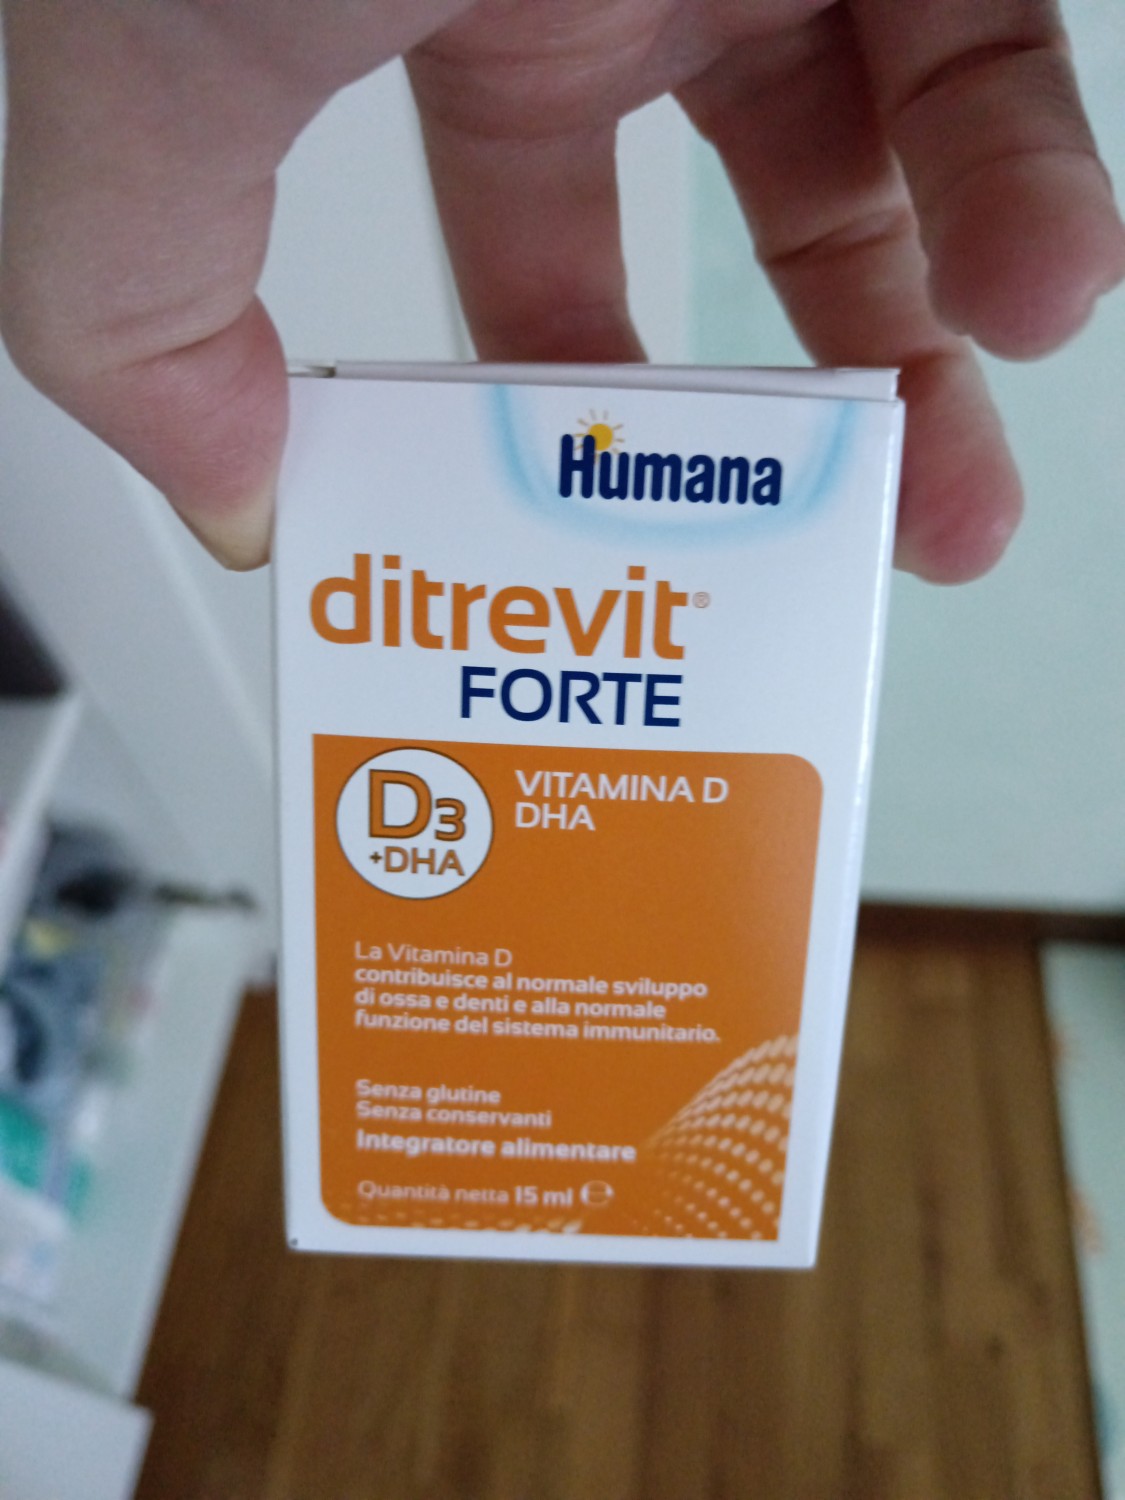 Humana
ditrevit®
FORTE
D3
+DHA
VITAMINA D
DHA
La Vitamina D
contribuisce al normale sviluppo
di ossa e denti e alla normale
funzione del sistema immunitario.
Senza glutine
Senza conservanti
Integratore alimentare
Quantità netta 15 ml ℮